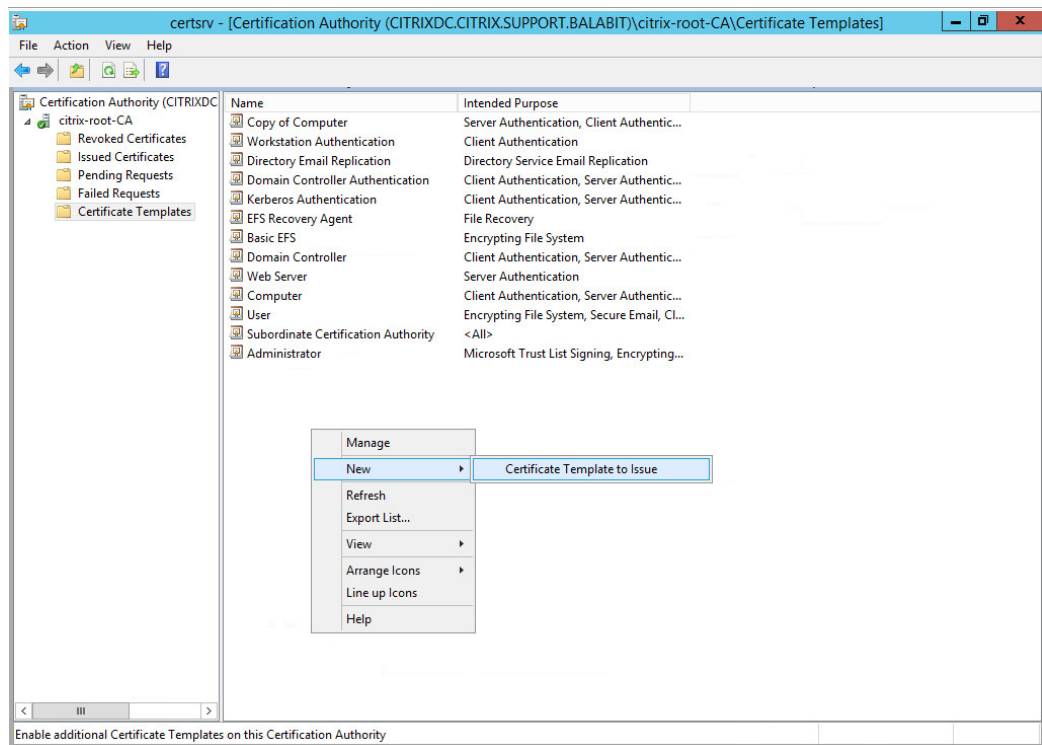 certsrv - [Certification Authority (CITRIXDC.CITRIX.SUPPORT.BALABIT)\citrix-root-CA\Certificate Templates]
File Action View Help
Certification Authority (CITRIXDC
citrix-root-CA
Revoked Certificates
Issued Certificates
Pending Requests
Failed Requests
Certificate Templates
Name Intended Purpose
Copy of Computer Server Authentication, Client Authentic...
Workstation Authentication Client Authentication
Directory Email Replication Directory Service Email Replication
Domain Controller Authentication Client Authentication, Server Authentic...
Kerberos Authentication Client Authentication, Server Authentic...
EFS Recovery Agent File Recovery
Basic EFS Encrypting File System
Domain Controller Client Authentication, Server Authentic...
Web Server Server Authentication
Computer Client Authentication, Server Authentic...
User Encrypting File System, Secure Email, Cl...
Subordinate Certification Authority <All>
Administrator Microsoft Trust List Signing, Encrypting...
Manage
New Certificate Template to Issue
Refresh
Export List...
View
Arrange Icons
Line up Icons
Help
Enable additional Certificate Templates on this Certification Authority